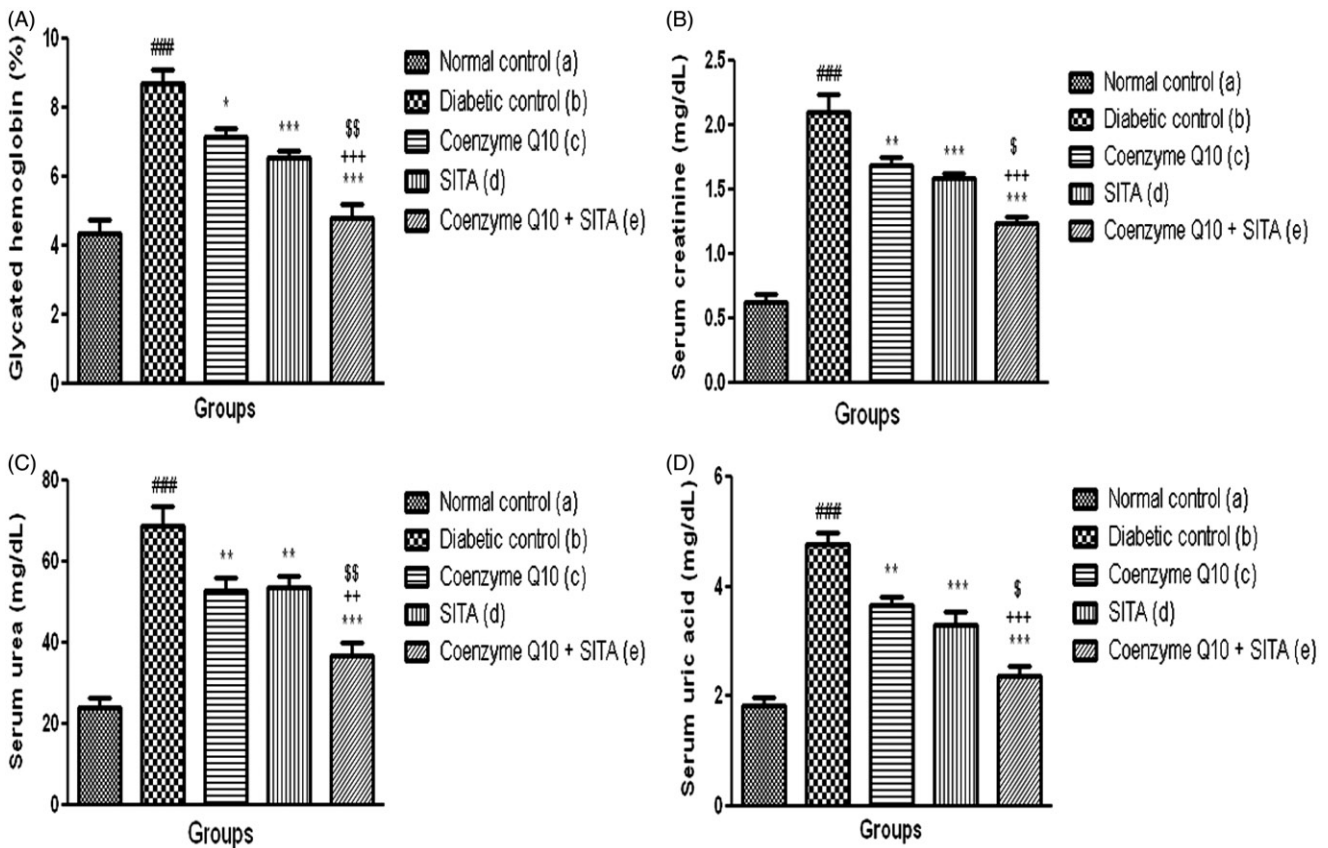 (A)
Glycated hemoglobin (%)
10
8
6
4
2
0
###
*
***
$$
+++
***
Groups
Normal control (a)
Diabetic control (b)
Coenzyme Q10 (c)
SITA (d)
Coenzyme Q10 + SITA (e)
(B)
Serum creatinine (mg/dL)
2.5
2.0
1.5
1.0
0.5
0.0
###
**
***
$
+++
***
Groups
Normal control (a)
Diabetic control (b)
Coenzyme Q10 (c)
SITA (d)
Coenzyme Q10 + SITA (e)
(C)
Serum urea (mg/dL)
80
60
40
20
0
###
**
**
$$
++
***
Groups
Normal control (a)
Diabetic control (b)
Coenzyme Q10 (c)
SITA (d)
Coenzyme Q10 + SITA (e)
(D)
Serum uric acid (mg/dL)
6
4
2
0
###
**
***
$
+++
***
Groups
Normal control (a)
Diabetic control (b)
Coenzyme Q10 (c)
SITA (d)
Coenzyme Q10 + SITA (e)